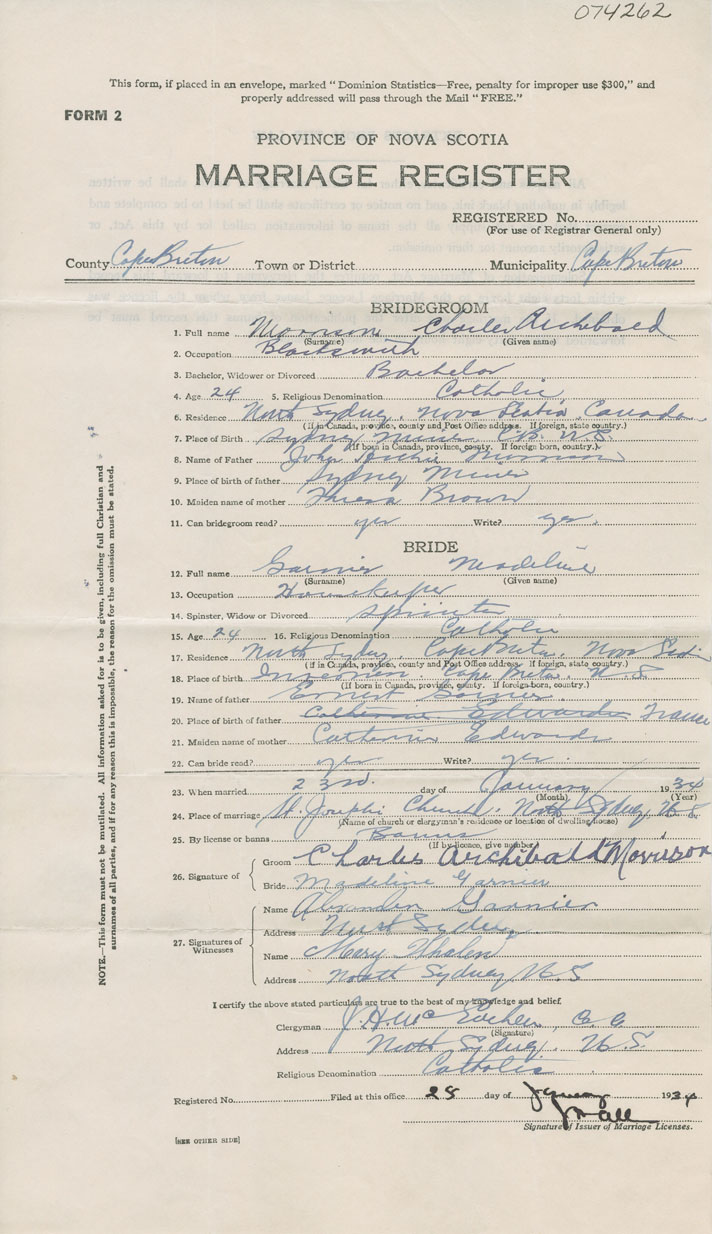 074262
This form, if placed in an envelope, marked "Dominion Statistics—Free, penalty for improper use $300," and
properly addressed will pass through the Mail "FREE."
FORM 2
PROVINCE OF NOVA SCOTIA
MARRIAGE REGISTER
REGISTERED No.
(For use of Registrar General only)
County Cape Breton Town or District Municipality Cape Breton
BRIDEGROOM
1. Full name Morrison Charles Archibald
(Surname) (Given name)
2. Occupation Blacksmith
3. Bachelor, Widower or Divorced Bachelor
4. Age 24 5. Religious Denomination Catholic
6. Residence North Sydney, Nova Scotia, Canada
(If in Canada, province, county and Post Office address. If foreign, state country.)
7. Place of Birth Sydney Mines, C.B. N.S.
(If born in Canada, province, county. If foreign born, country.)
8. Name of Father John Archie Morrison
9. Place of birth of father Sydney Mines
10. Maiden name of mother Theresa Brown
11. Can bridegroom read? yes Write? yes.
BRIDE
12. Full name Garnier Madeline
(Surname) (Given name)
13. Occupation Housekeeper
14. Spinster, Widow or Divorced Spinster
15. Age 24 16. Religious Denomination Catholic
17. Residence North Sydney, Cape Breton, Nova Scotia
(If in Canada, province, county and Post Office address. If foreign, state country.)
18. Place of birth Cape Breton, N.S.
(If born in Canada, province, county. If foreign born, country.)
19. Name of father Ernest Garnier
20. Place of birth of father Catherine Edwards France
21. Maiden name of mother Catherine Edwards
22. Can bride read? yes Write? yes.
23. When married 23rd. day of January 1934
(Month) (Year)
24. Place of marriage St. Joseph's Church, North Sydney, N.S.
(Name of church or clergyman's residence or location of dwelling house)
25. By license or banns Banns
(If by licence, give number)
26. Signature of
Groom Charles Archibald Morrison
Bride Madeline Garnier
27. Signatures of Witnesses
Name Alexander Garnier
Address North Sydney
Name Mary Whalen
Address North Sydney N.S
I certify the above stated particulars are true to the best of my knowledge and belief.
Clergyman J. H. C.C.
(Signature)
Address North Sydney, N.S.
Religious Denomination Catholic
Registered No. Filed at this office 28 day of January 1934
Signature of Issuer of Marriage Licenses.
[SEE OTHER SIDE]
NOTE.—This form must not be mutilated. All information asked for is to be given, including full Christian and
surnames of all parties, and if for any reason this is impossible, the reason for the omission must be stated.